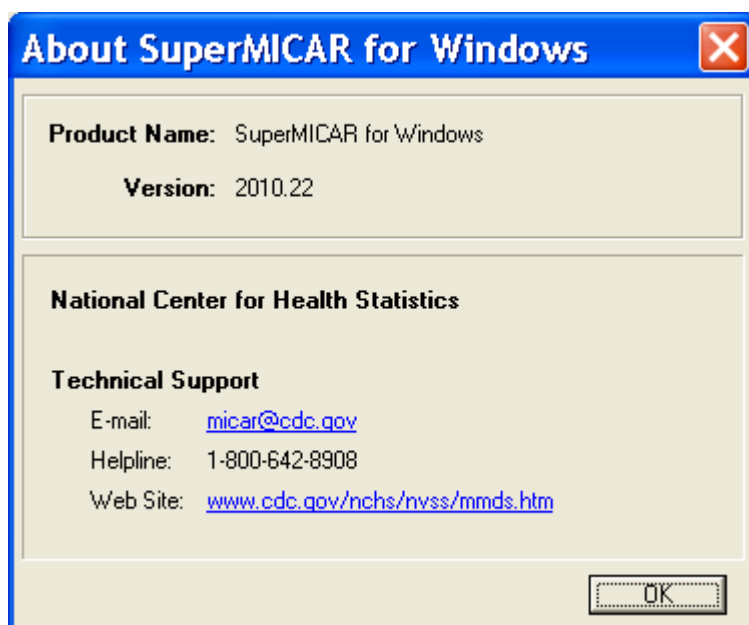 About SuperMICAR for Windows
Product Name: SuperMICAR for Windows
Version: 2010.22
National Center for Health Statistics
Technical Support
E-mail: micar@cdc.gov
Helpline: 1-800-642-8908
Web Site: www.cdc.gov/nchs/nvss/mmds.htm
OK